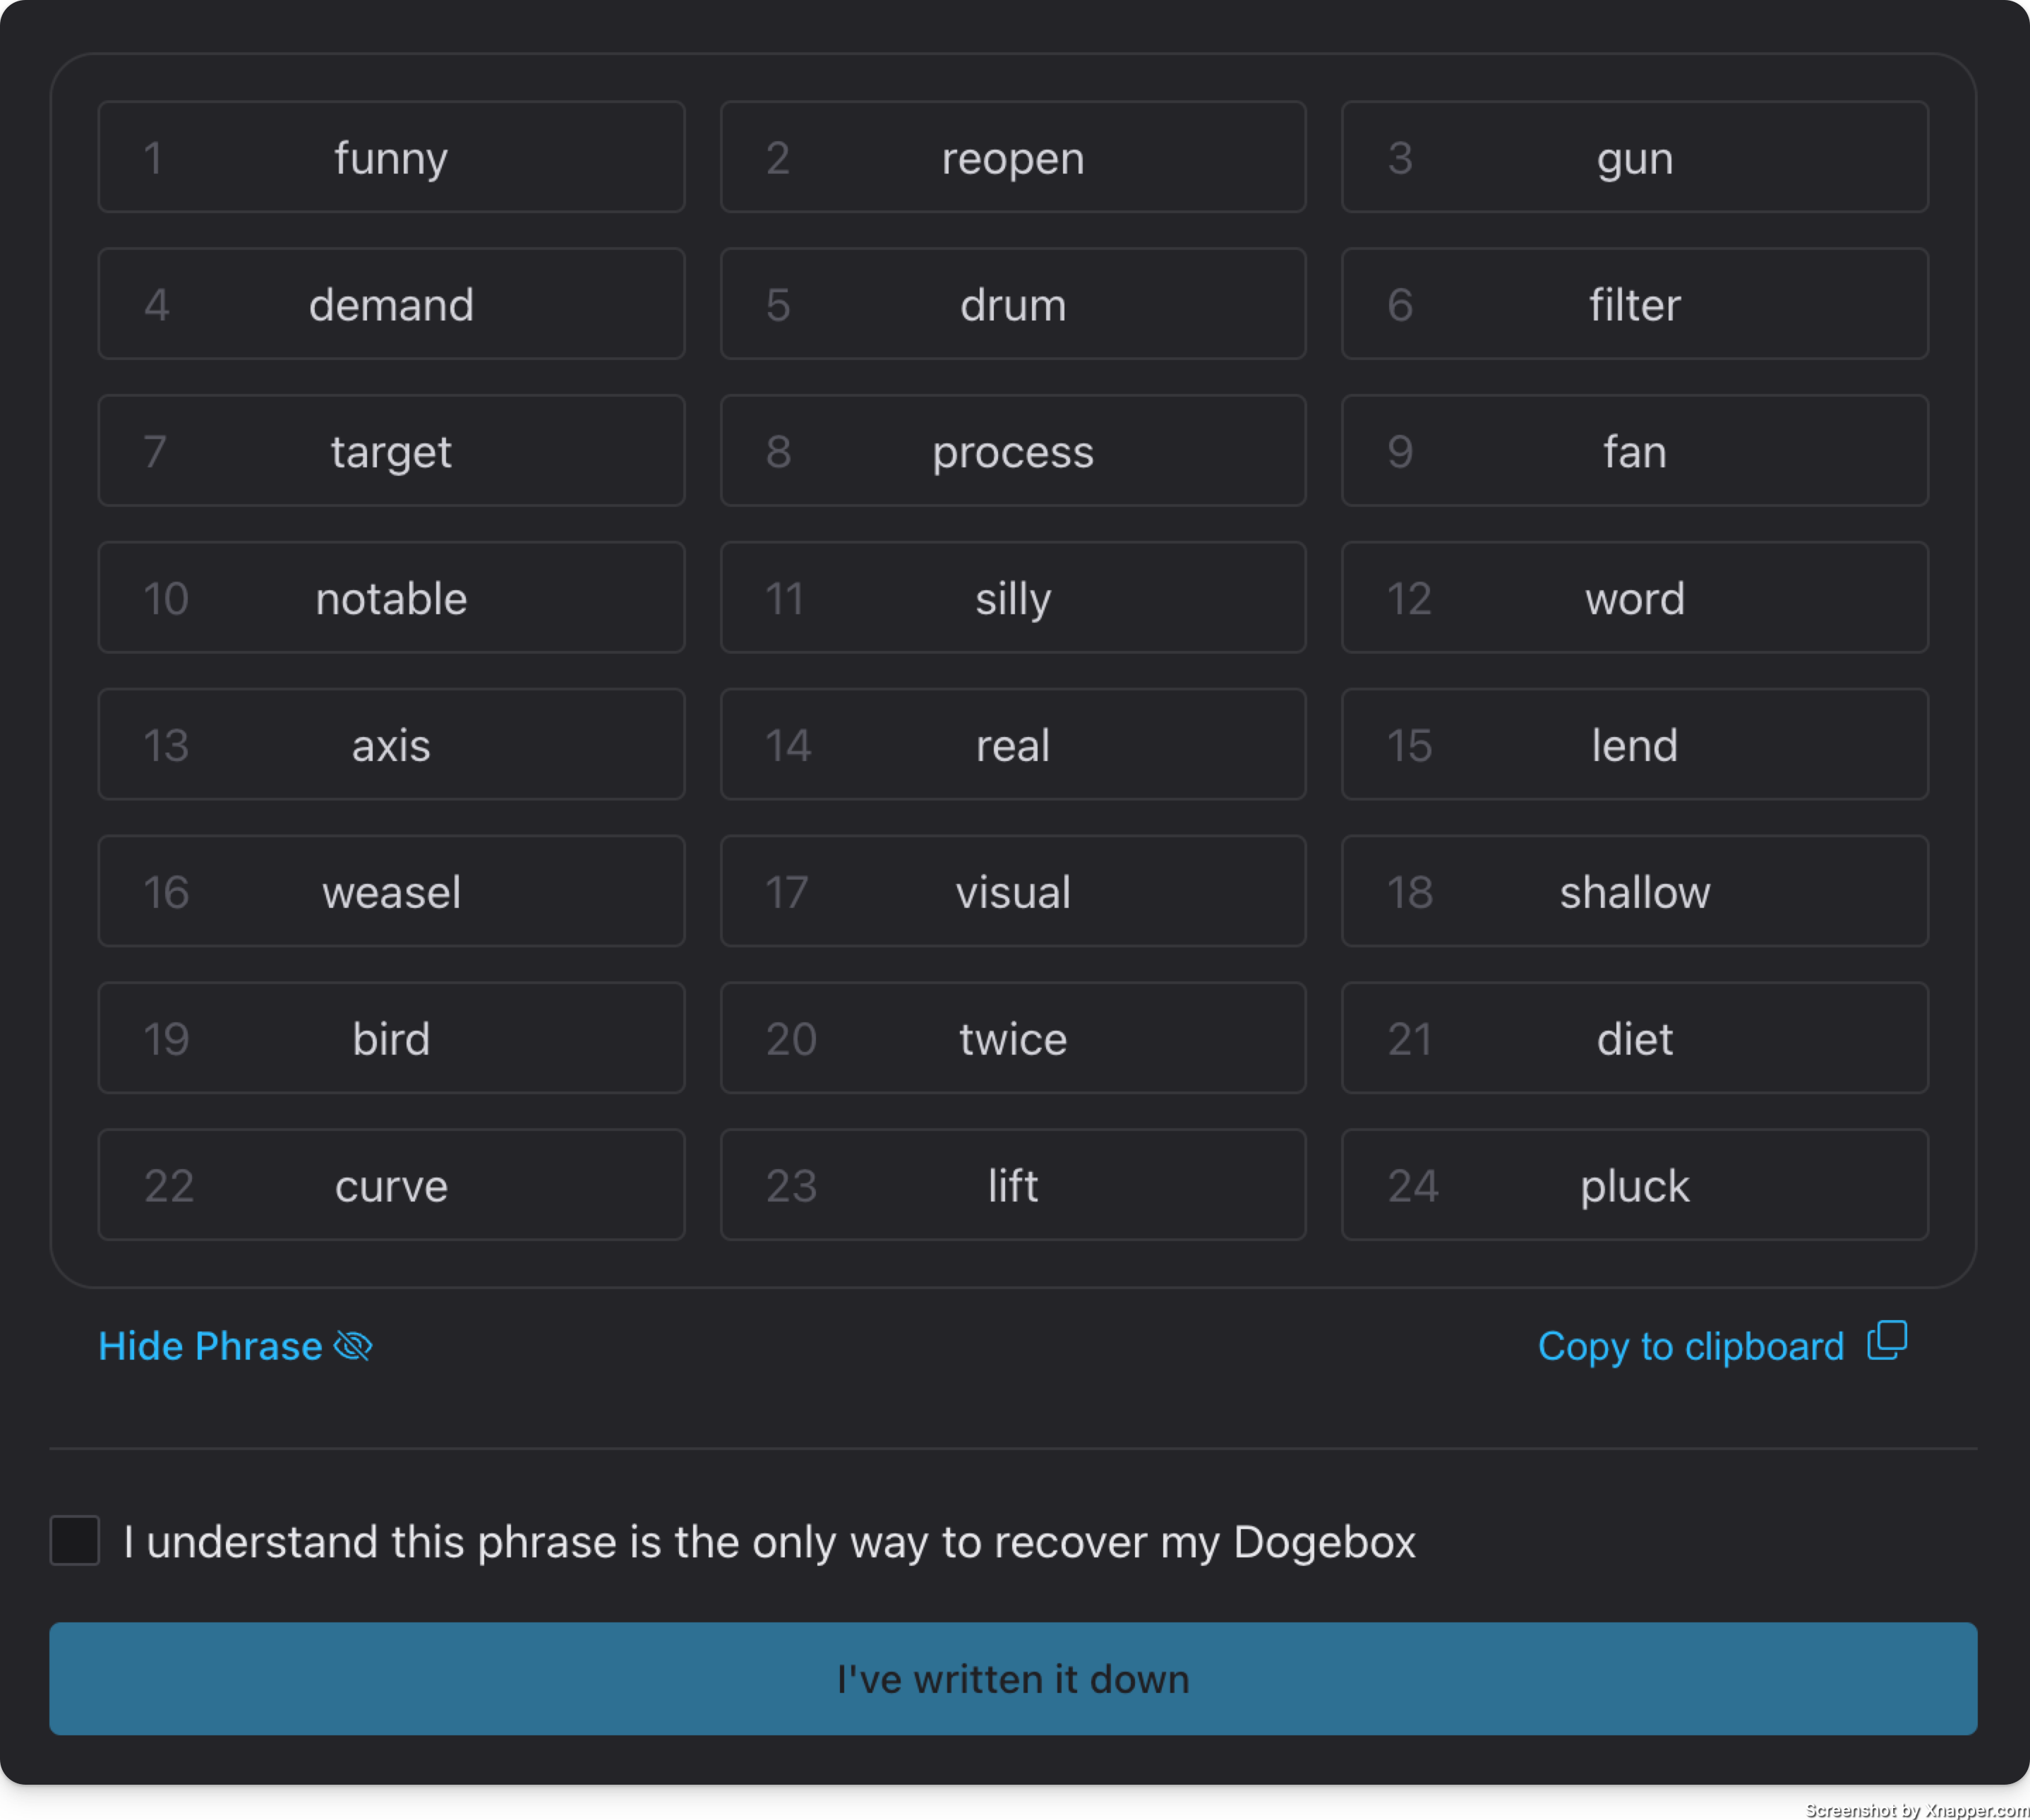 1 funny 2 reopen 3 gun
4 demand 5 drum 6 filter
7 target 8 process 9 fan
10 notable 11 silly 12 word
13 axis 14 real 15 lend
16 weasel 17 visual 18 shallow
19 bird 20 twice 21 diet
22 curve 23 lift 24 pluck
Hide Phrase Copy to clipboard
I understand this phrase is the only way to recover my Dogebox
I've written it down
Screenshot by Xnapper.com